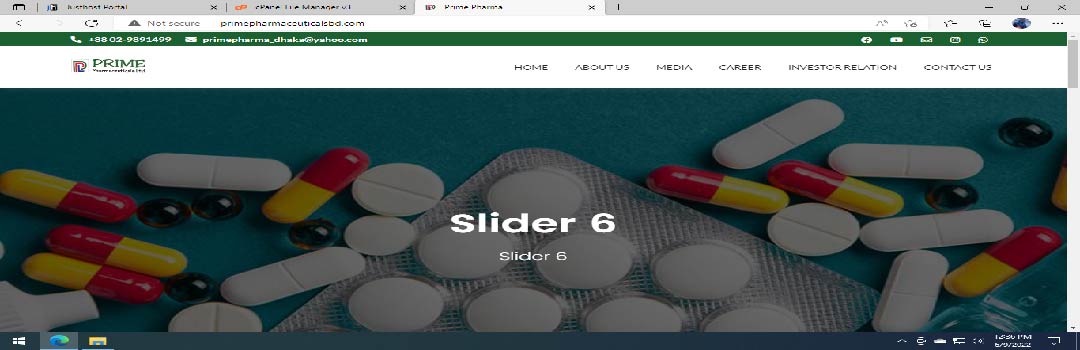 Justhost Portal
cPanel File Manager v3
Prime Pharma
Not secure
primepharmaceuticalsbd.com
+88 02-9891499
primepharma_dhaka@yahoo.com
PRIME
Pharmaceuticals Ltd
HOME
ABOUT US
MEDIA
CAREER
INVESTOR RELATION
CONTACT US
Slider 6
Slider 6
12:36 PM
6/9/2022